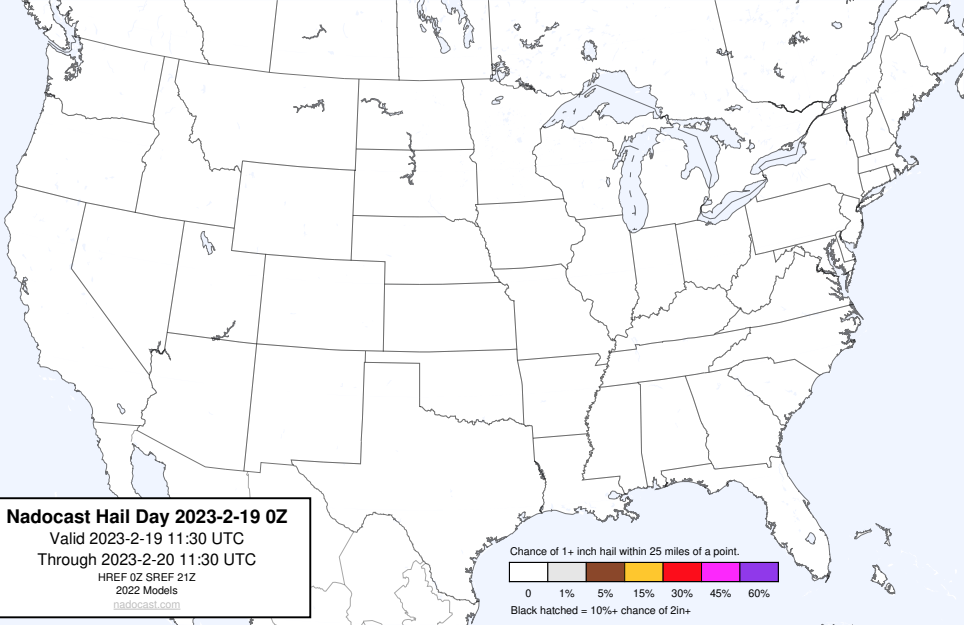 Nadocast Hail Day 2023-2-19 0Z
Valid 2023-2-19 11:30 UTC
Through 2023-2-20 11:30 UTC
HREF 0Z SREF 21Z
2022 Models
nadocast.com
Chance of 1+ inch hail within 25 miles of a point.
0 1% 5% 15% 30% 45% 60%
Black hatched = 10%+ chance of 2in+